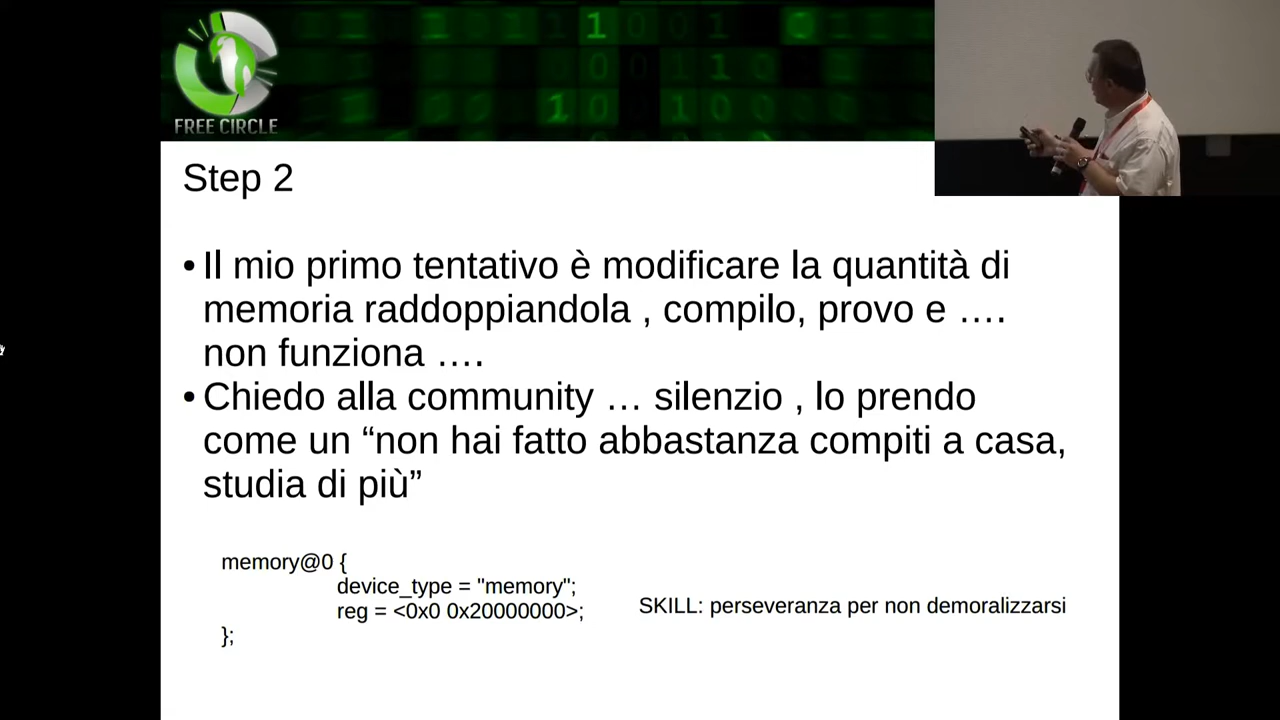 FREE CIRCLE
Step 2
• Il mio primo tentativo è modificare la quantità di
memoria raddoppiandola , compilo, provo e ….
non funziona ….
• Chiedo alla community … silenzio , lo prendo
come un “non hai fatto abbastanza compiti a casa,
studia di più”
memory@0 {
device_type = "memory";
reg = <0x0 0x20000000>;
};
SKILL: perseveranza per non demoralizzarsi